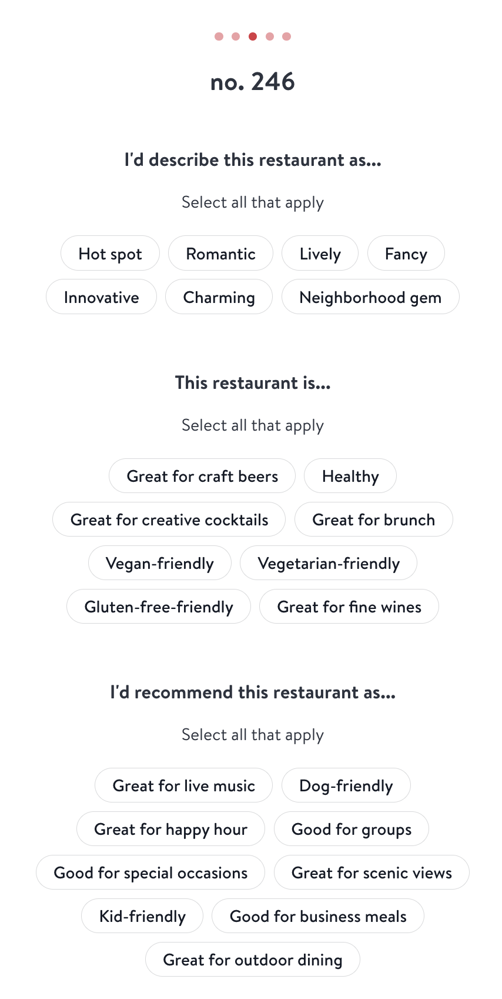 no. 246
I'd describe this restaurant as...
Select all that apply
Hot spot Romantic Lively Fancy
Innovative Charming Neighborhood gem
This restaurant is...
Select all that apply
Great for craft beers Healthy
Great for creative cocktails Great for brunch
Vegan-friendly Vegetarian-friendly
Gluten-free-friendly Great for fine wines
I'd recommend this restaurant as...
Select all that apply
Great for live music Dog-friendly
Great for happy hour Good for groups
Good for special occasions Great for scenic views
Kid-friendly Good for business meals
Great for outdoor dining